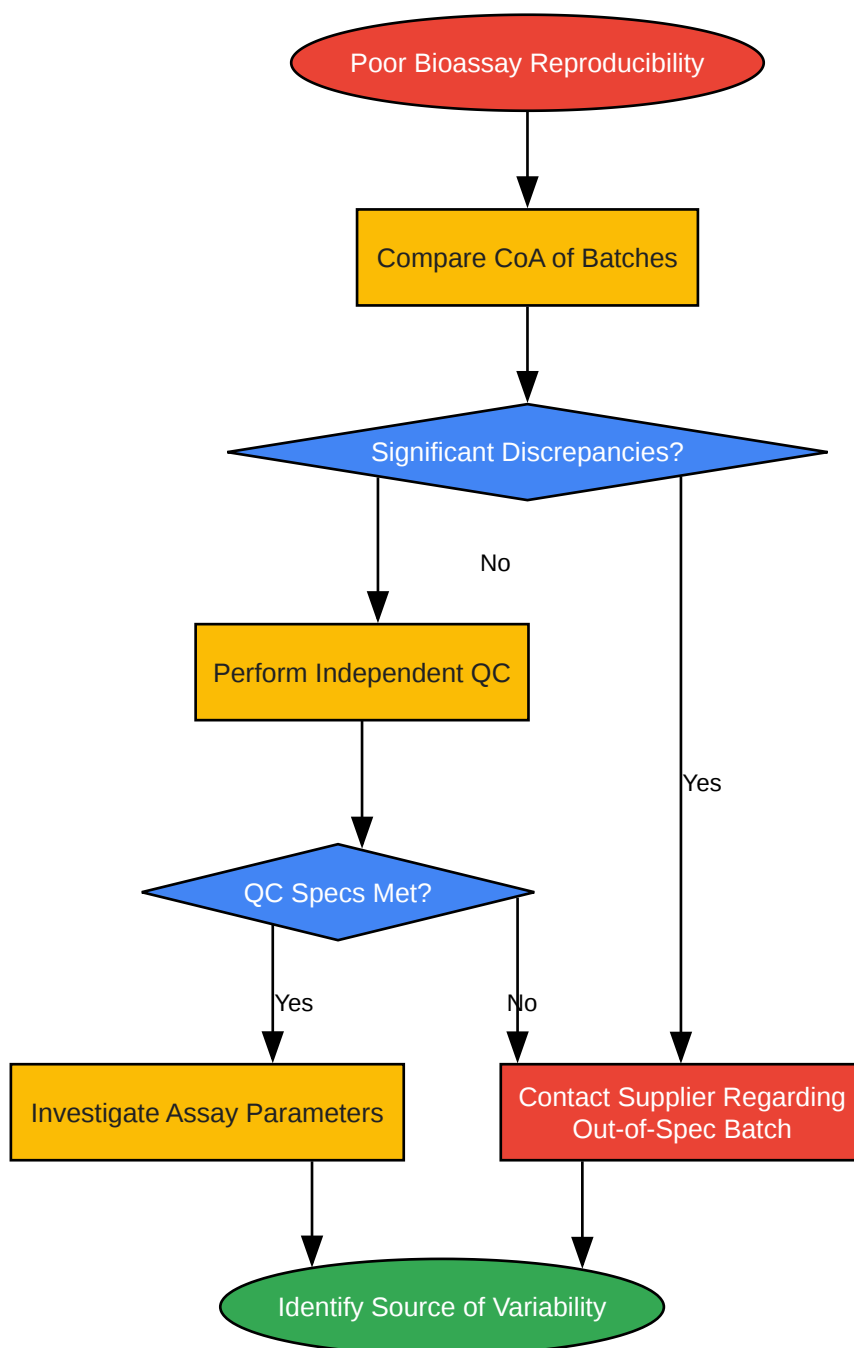 Poor Bioassay Reproducibility
Compare CoA of Batches
Significant Discrepancies?
No
Perform Independent QC
Yes
QC Specs Met?
Yes
No
Investigate Assay Parameters
Contact Supplier Regarding
Out-of-Spec Batch
Identify Source of Variability